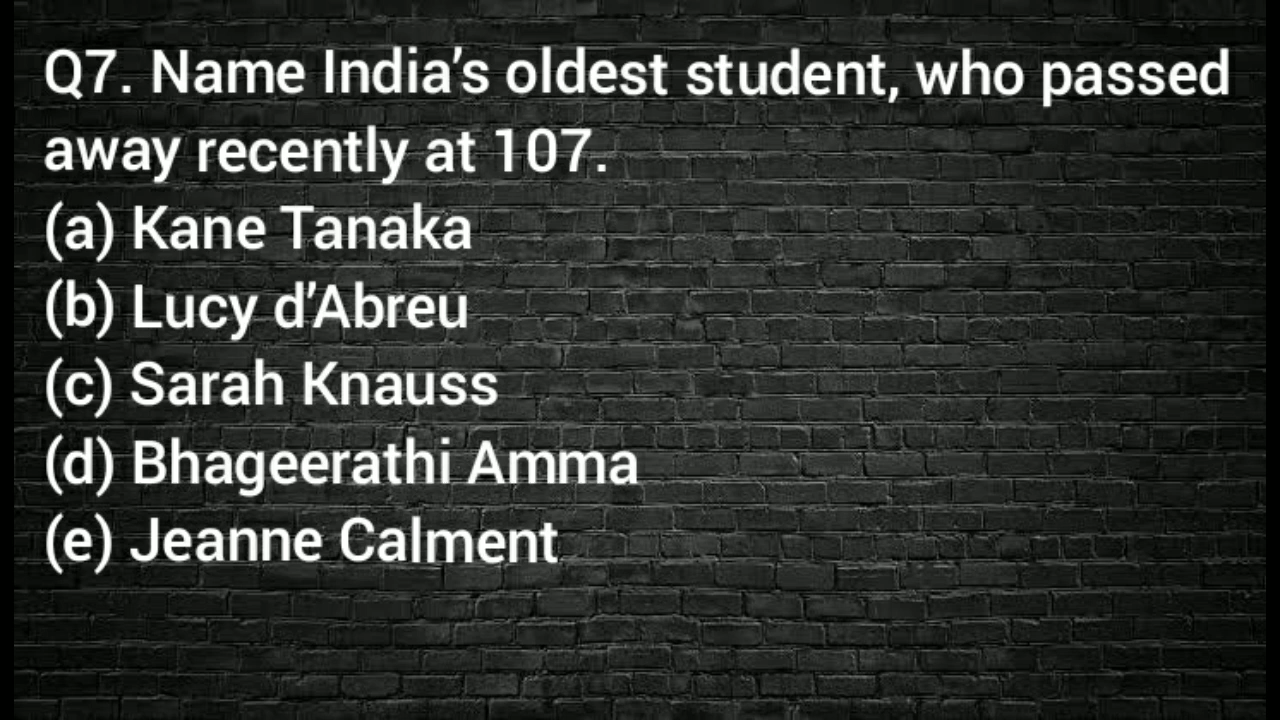 Q7. Name India’s oldest student, who passed
away recently at 107.
(a) Kane Tanaka
(b) Lucy d’Abreu
(c) Sarah Knauss
(d) Bhageerathi Amma
(e) Jeanne Calment